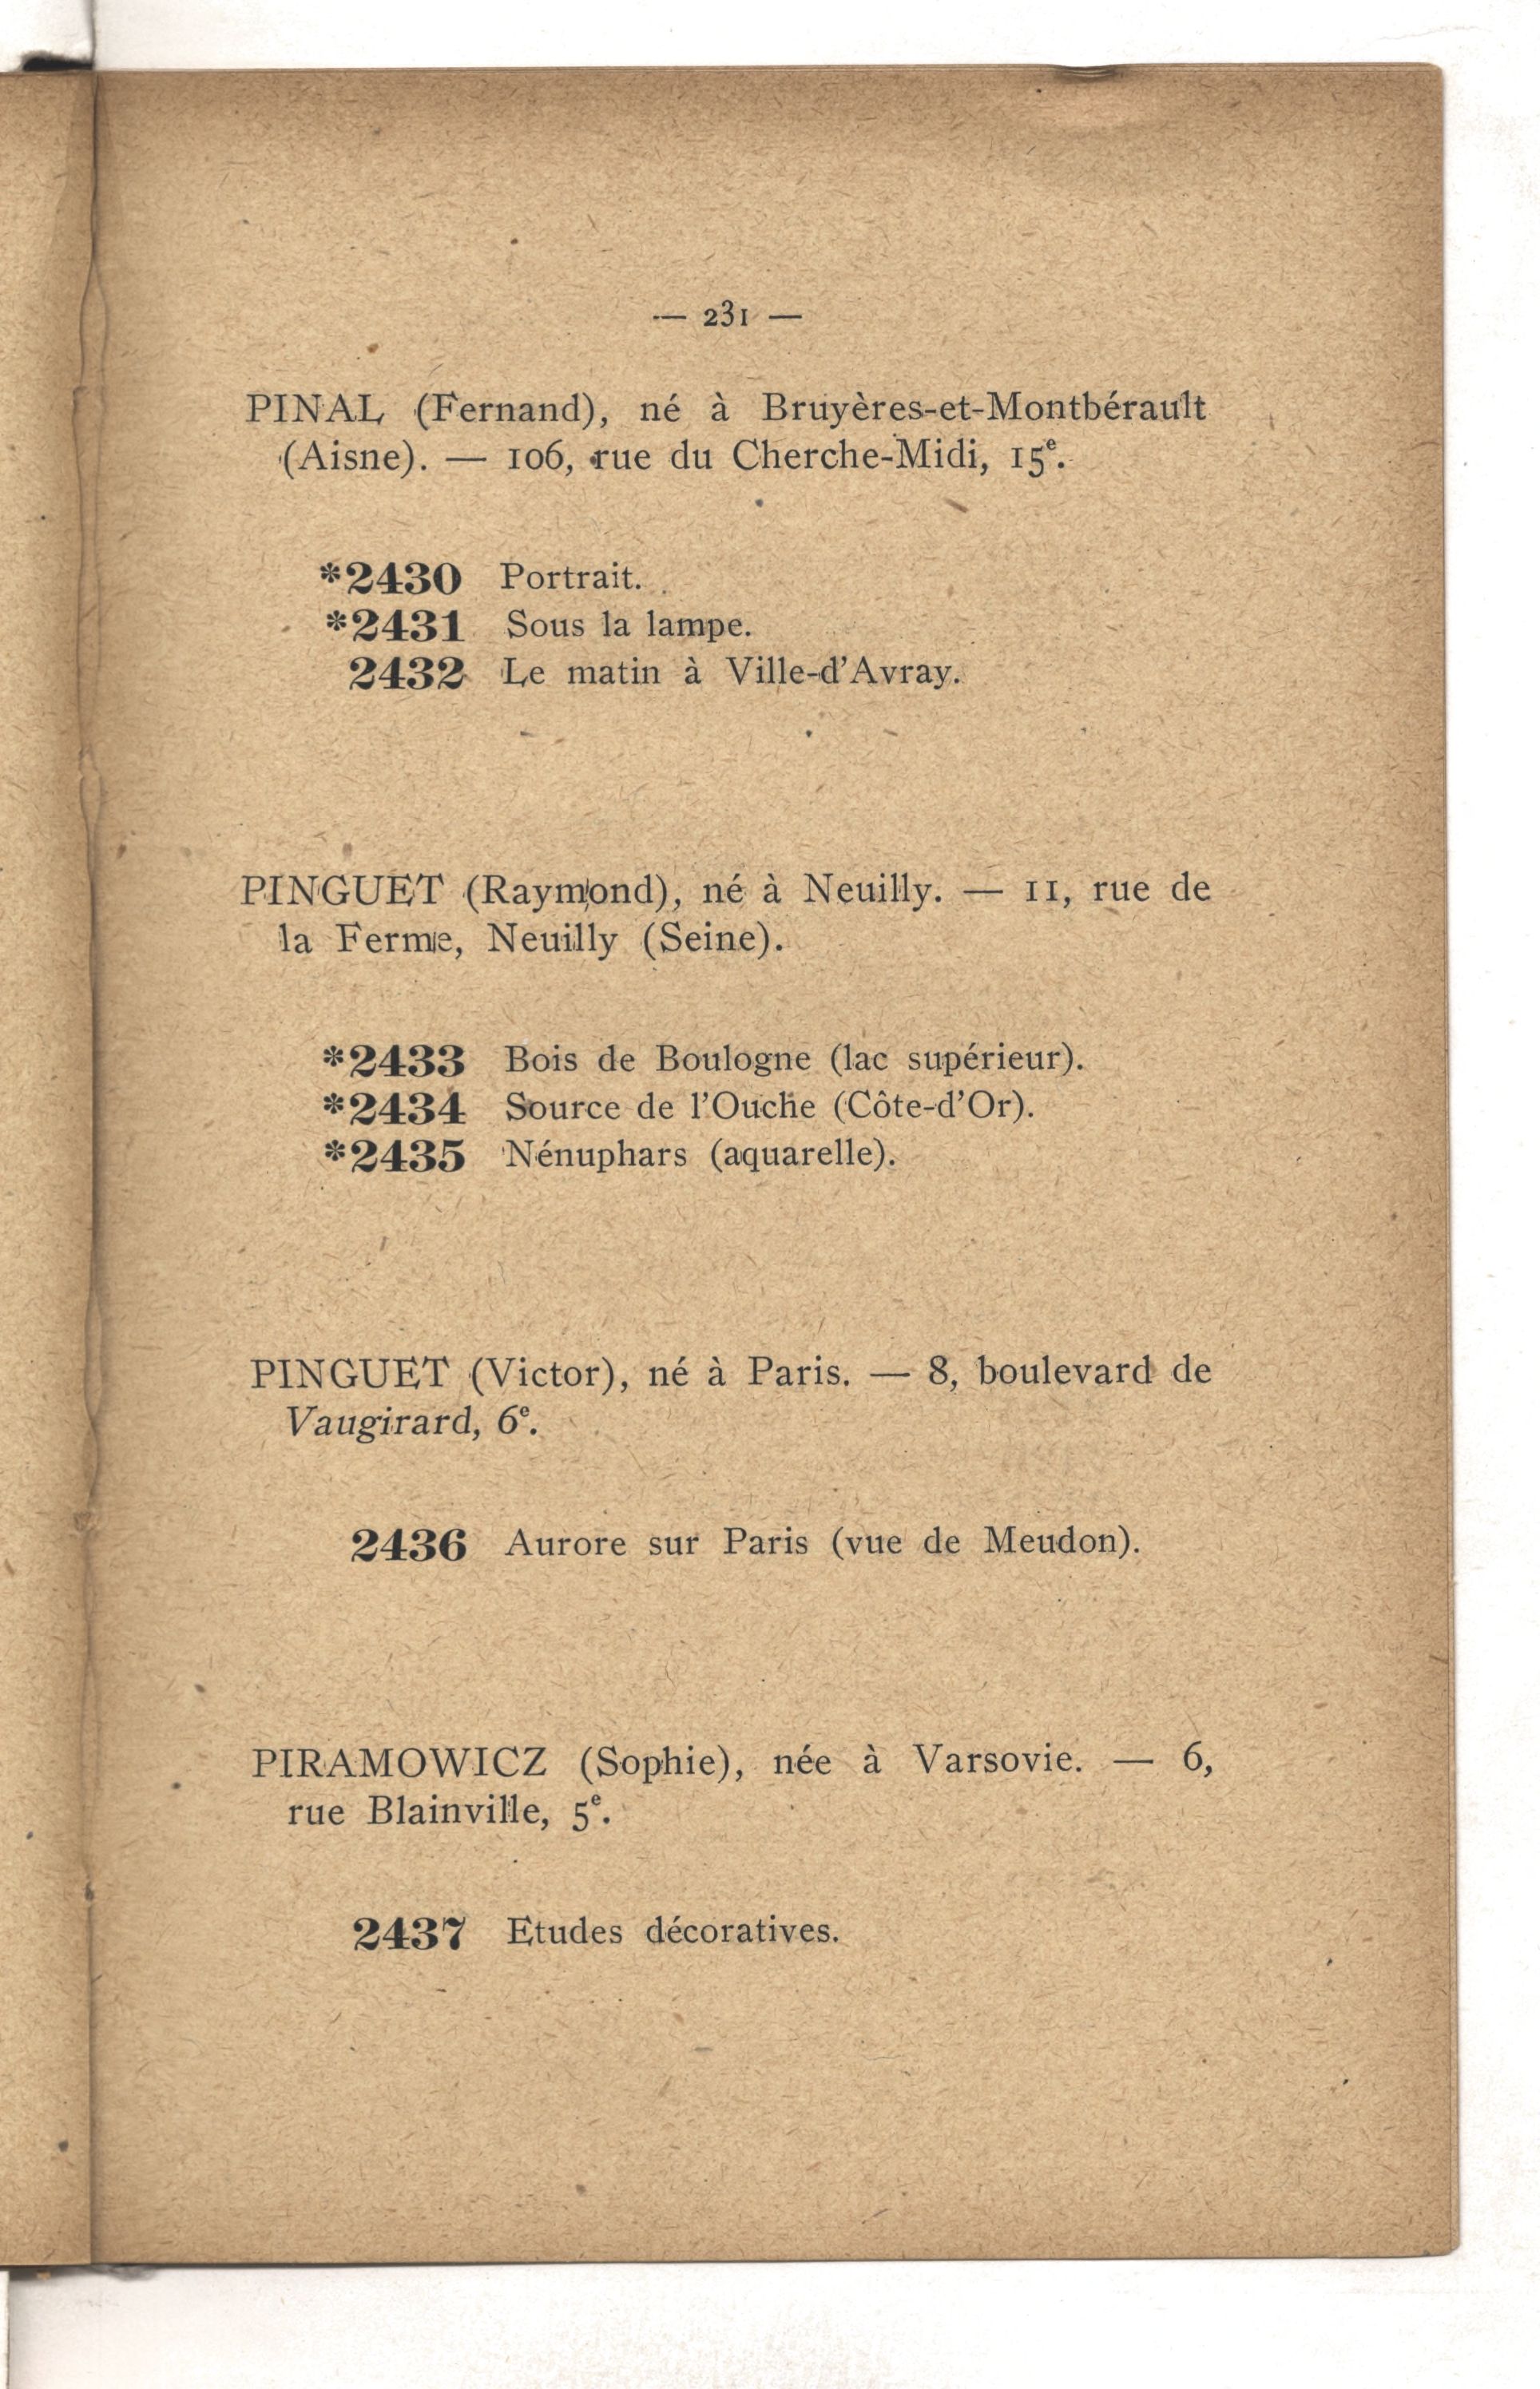 — 231 —
PINAL (Fernand), né à Bruyères-et-Montbérault
(Aisne). — 106, rue du Cherche-Midi, 15e.
*2430 Portrait.
*2431 Sous la lampe.
2432 Le matin à Ville-d'Avray.
PINGUET (Raymond), né à Neuilly. — 11, rue de
la Ferme, Neuilly (Seine).
*2433 Bois de Boulogne (lac supérieur).
*2434 Source de l'Ouche (Côte-d'Or).
*2435 Nénuphars (aquarelle).
PINGUET (Victor), né à Paris. — 8, boulevard de
Vaugirard, 6e.
2436 Aurore sur Paris (vue de Meudon).
PIRAMOWICZ (Sophie), née à Varsovie. — 6,
rue Blainville, 5e.
2437 Etudes décoratives.